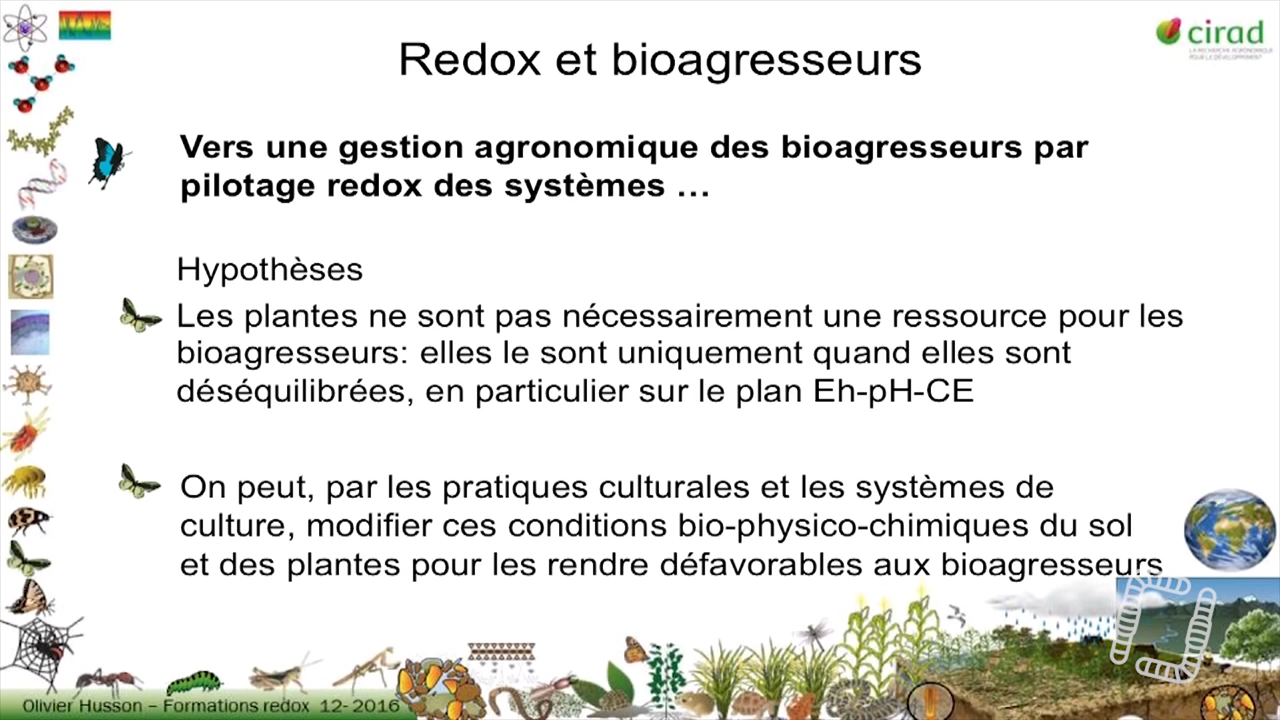 cirad
LA RECHERCHE AGRONOMIQUE
POUR LE DÉVELOPPEMENT
Redox et bioagresseurs
Vers une gestion agronomique des bioagresseurs par
pilotage redox des systèmes …
Hypothèses
Les plantes ne sont pas nécessairement une ressource pour les
bioagresseurs: elles le sont uniquement quand elles sont
déséquilibrées, en particulier sur le plan Eh-pH-CE
On peut, par les pratiques culturales et les systèmes de
culture, modifier ces conditions bio-physico-chimiques du sol
et des plantes pour les rendre défavorables aux bioagresseurs
Olivier Husson – Formations redox 12- 2016